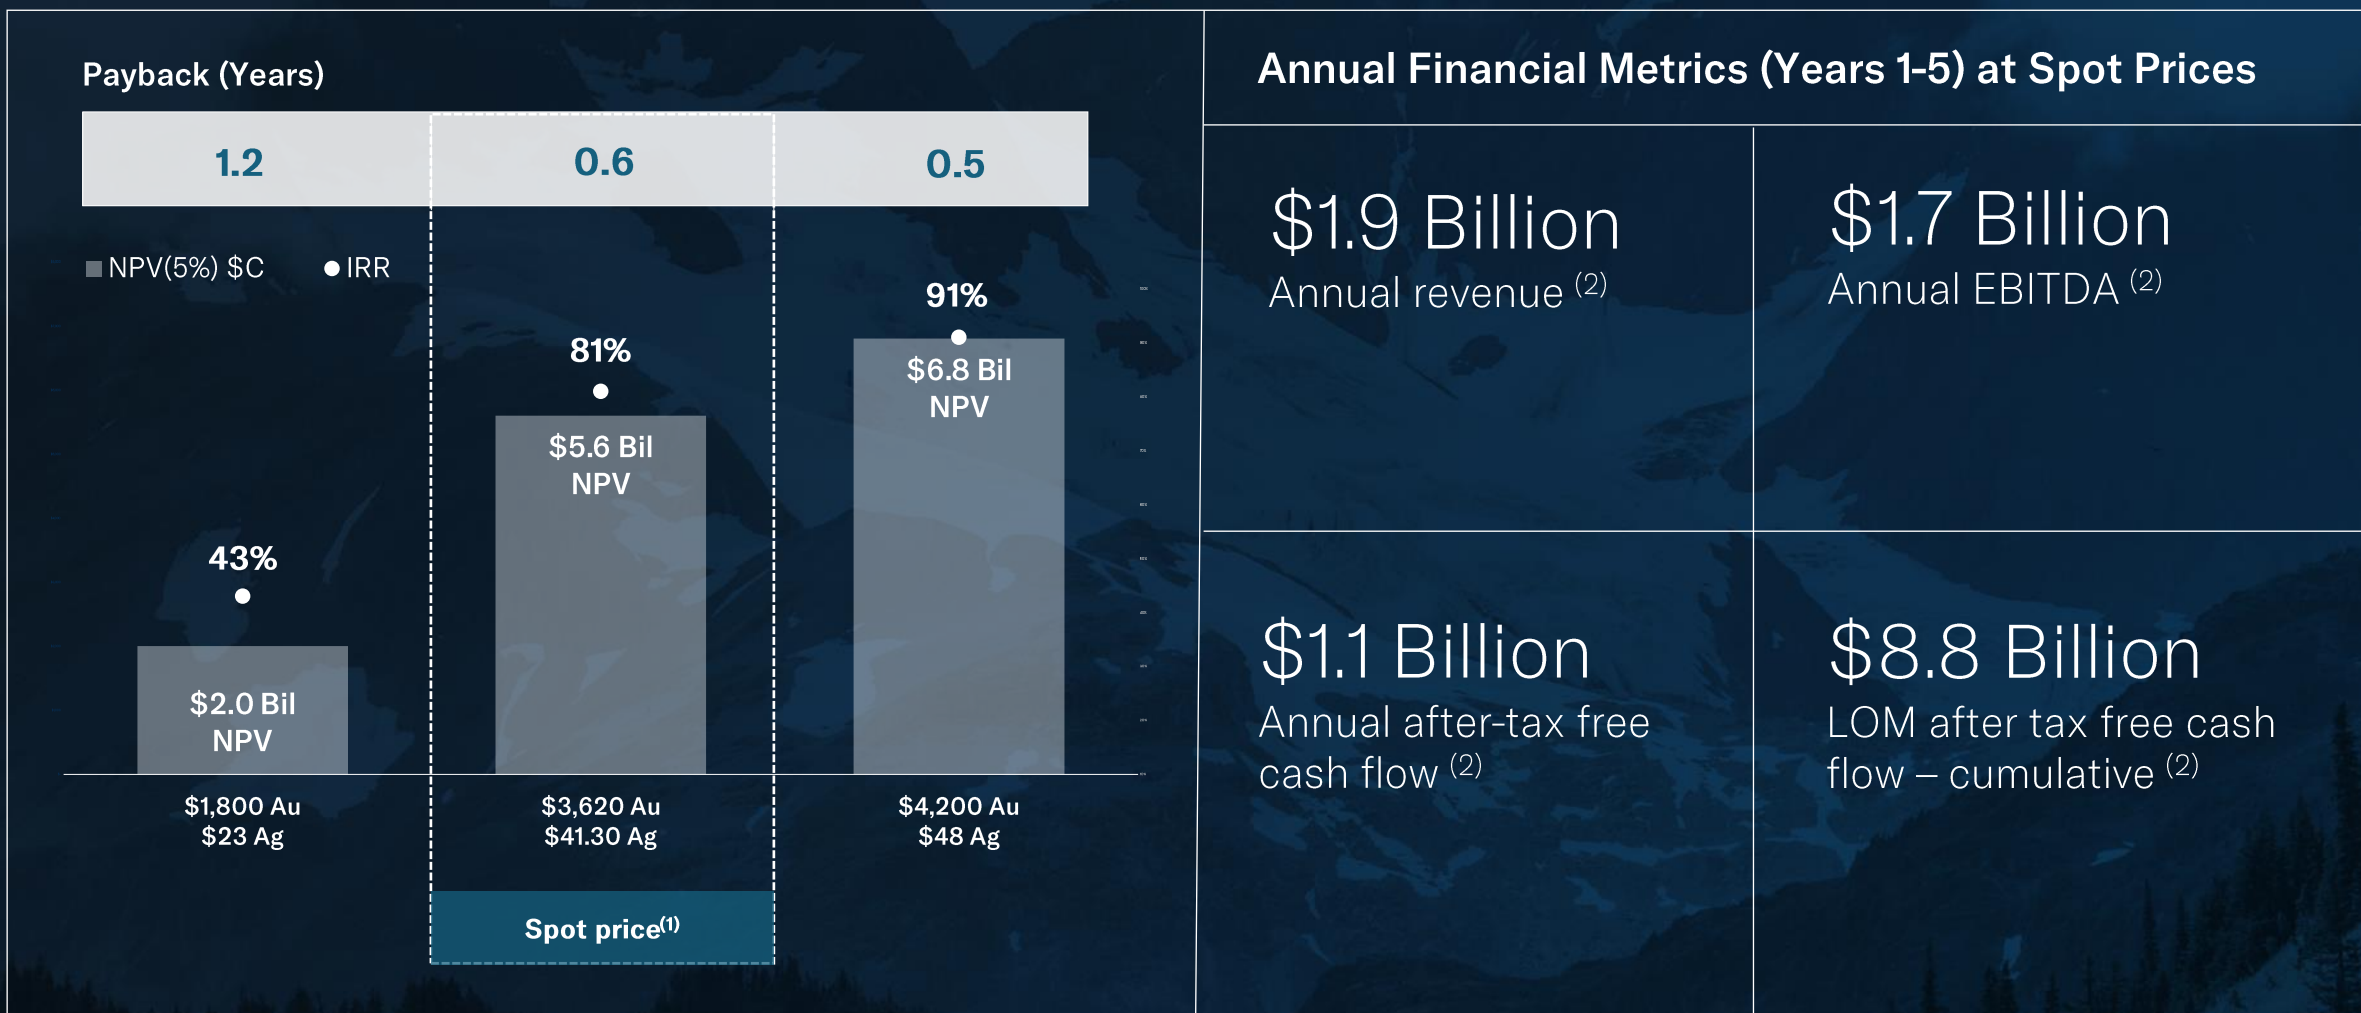 Payback (Years)
1.2
0.6
0.5
NPV(5%) $C
IRR
43%
81%
91%
$2.0 Bil
NPV
$5.6 Bil
NPV
$6.8 Bil
NPV
$1,800 Au
$23 Ag
$3,620 Au
$41.30 Ag
$4,200 Au
$48 Ag
Spot price(1)
Annual Financial Metrics (Years 1-5) at Spot Prices
$1.9 Billion
Annual revenue (2)
$1.7 Billion
Annual EBITDA (2)
$1.1 Billion
Annual after-tax free
cash flow (2)
$8.8 Billion
LOM after tax free cash
flow – cumulative (2)